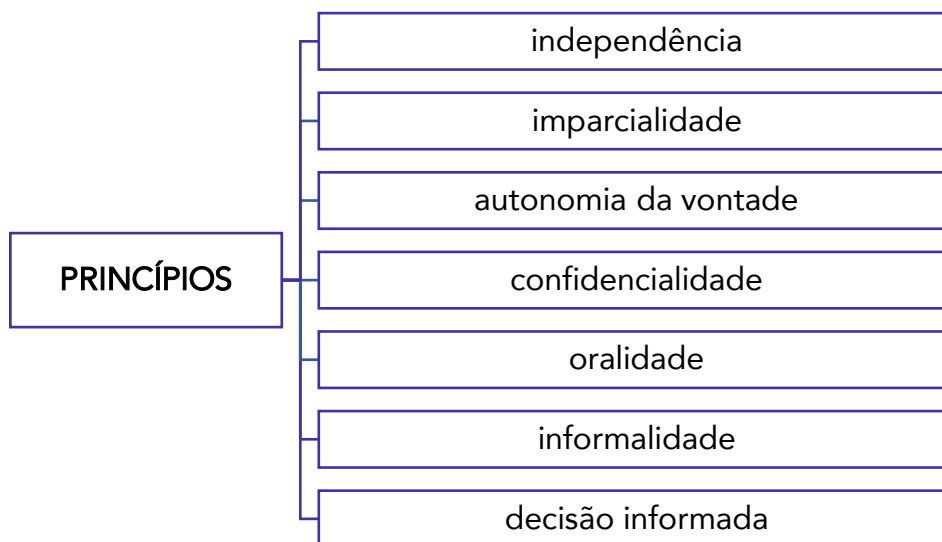 PRINCÍPIOS
independência
imparcialidade
autonomia da vontade
confidencialidade
oralidade
informalidade
decisão informada